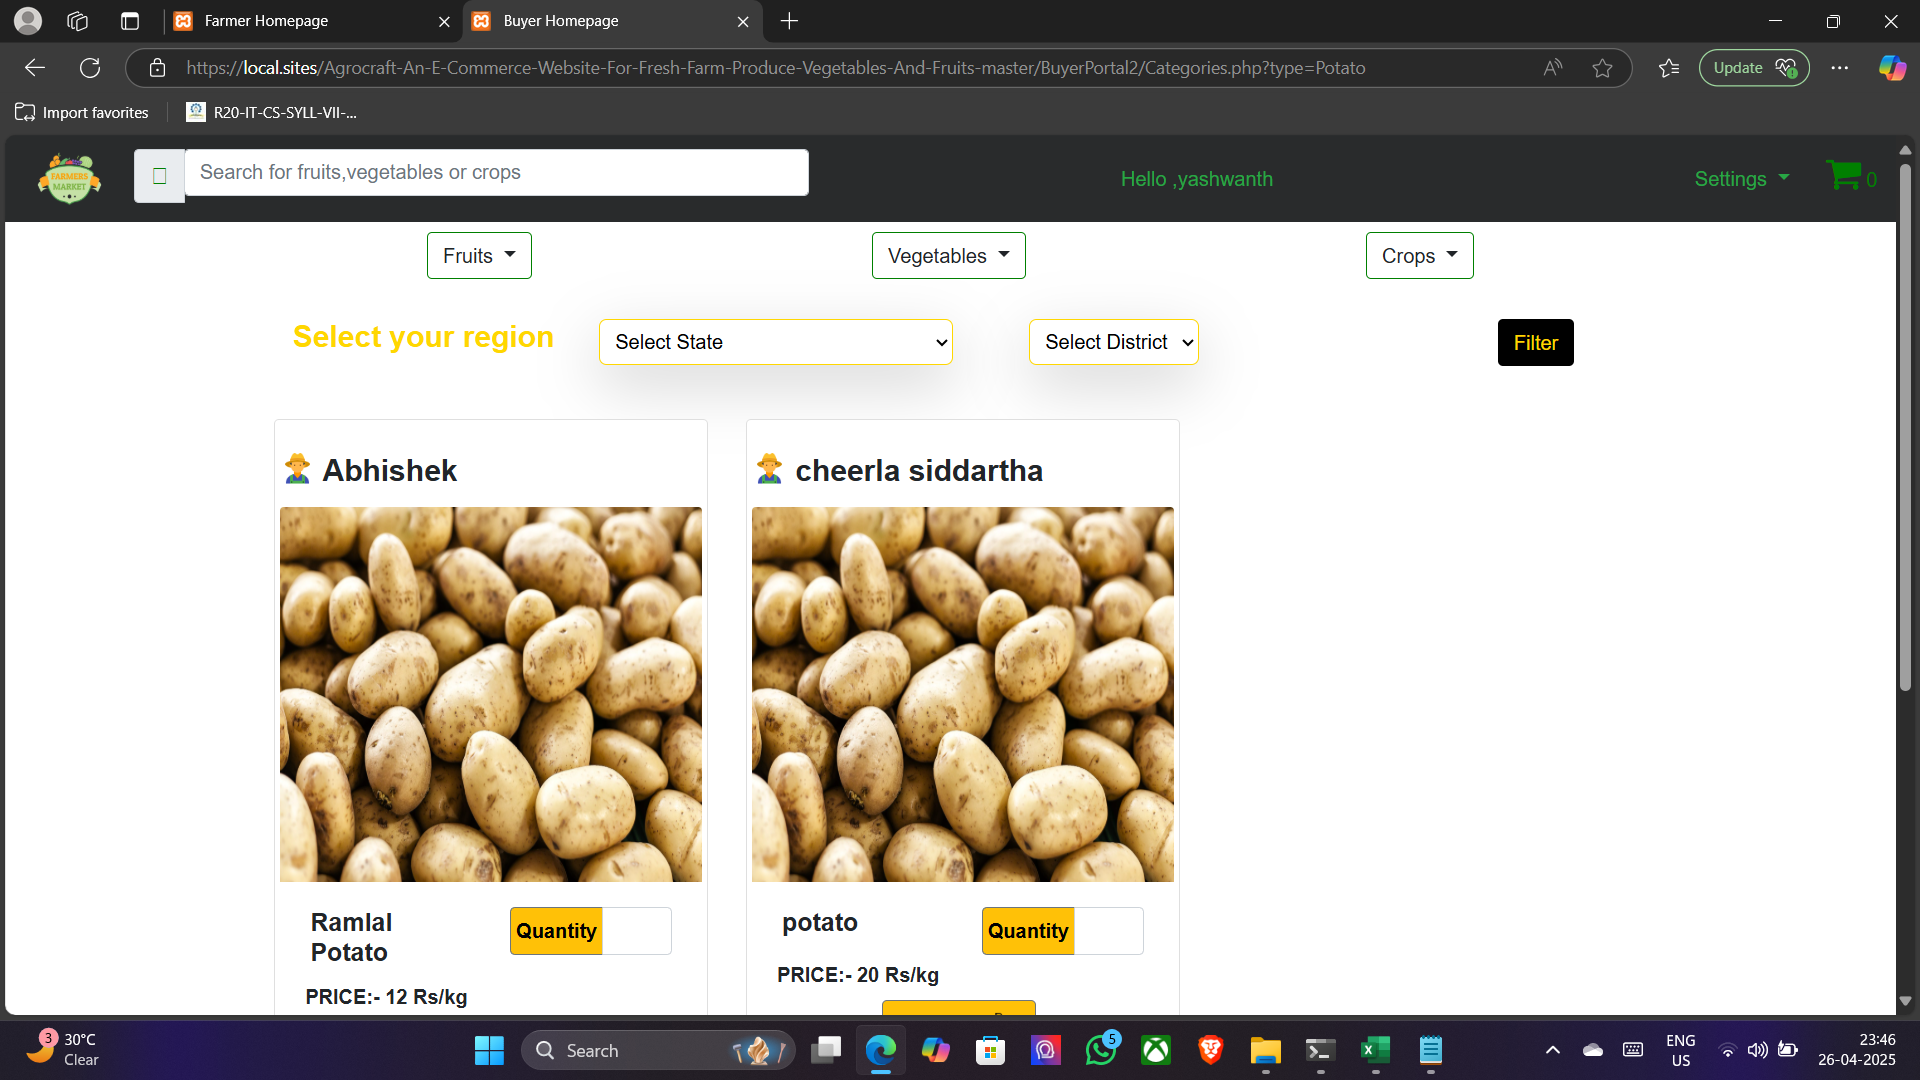 Farmer Homepage
Buyer Homepage
https://local.sites/Agrocraft-An-E-Commerce-Website-For-Fresh-Farm-Produce-Vegetables-And-Fruits-master/BuyerPortal2/Categories.php?type=Potato
Update
Import favorites
R20-IT-CS-SYLL-VII-...
FARMERS
MARKET
Search for fruits,vegetables or crops
Hello ,yashwanth
Settings
0
Fruits
Vegetables
Crops
Select your region
Select State
Select District
Filter
Abhishek
cheerla siddartha
Ramlal
Potato
Quantity
PRICE:- 12 Rs/kg
potato
Quantity
PRICE:- 20 Rs/kg
3
30°C
Clear
Search
5
ENG
US
23:46
26-04-2025